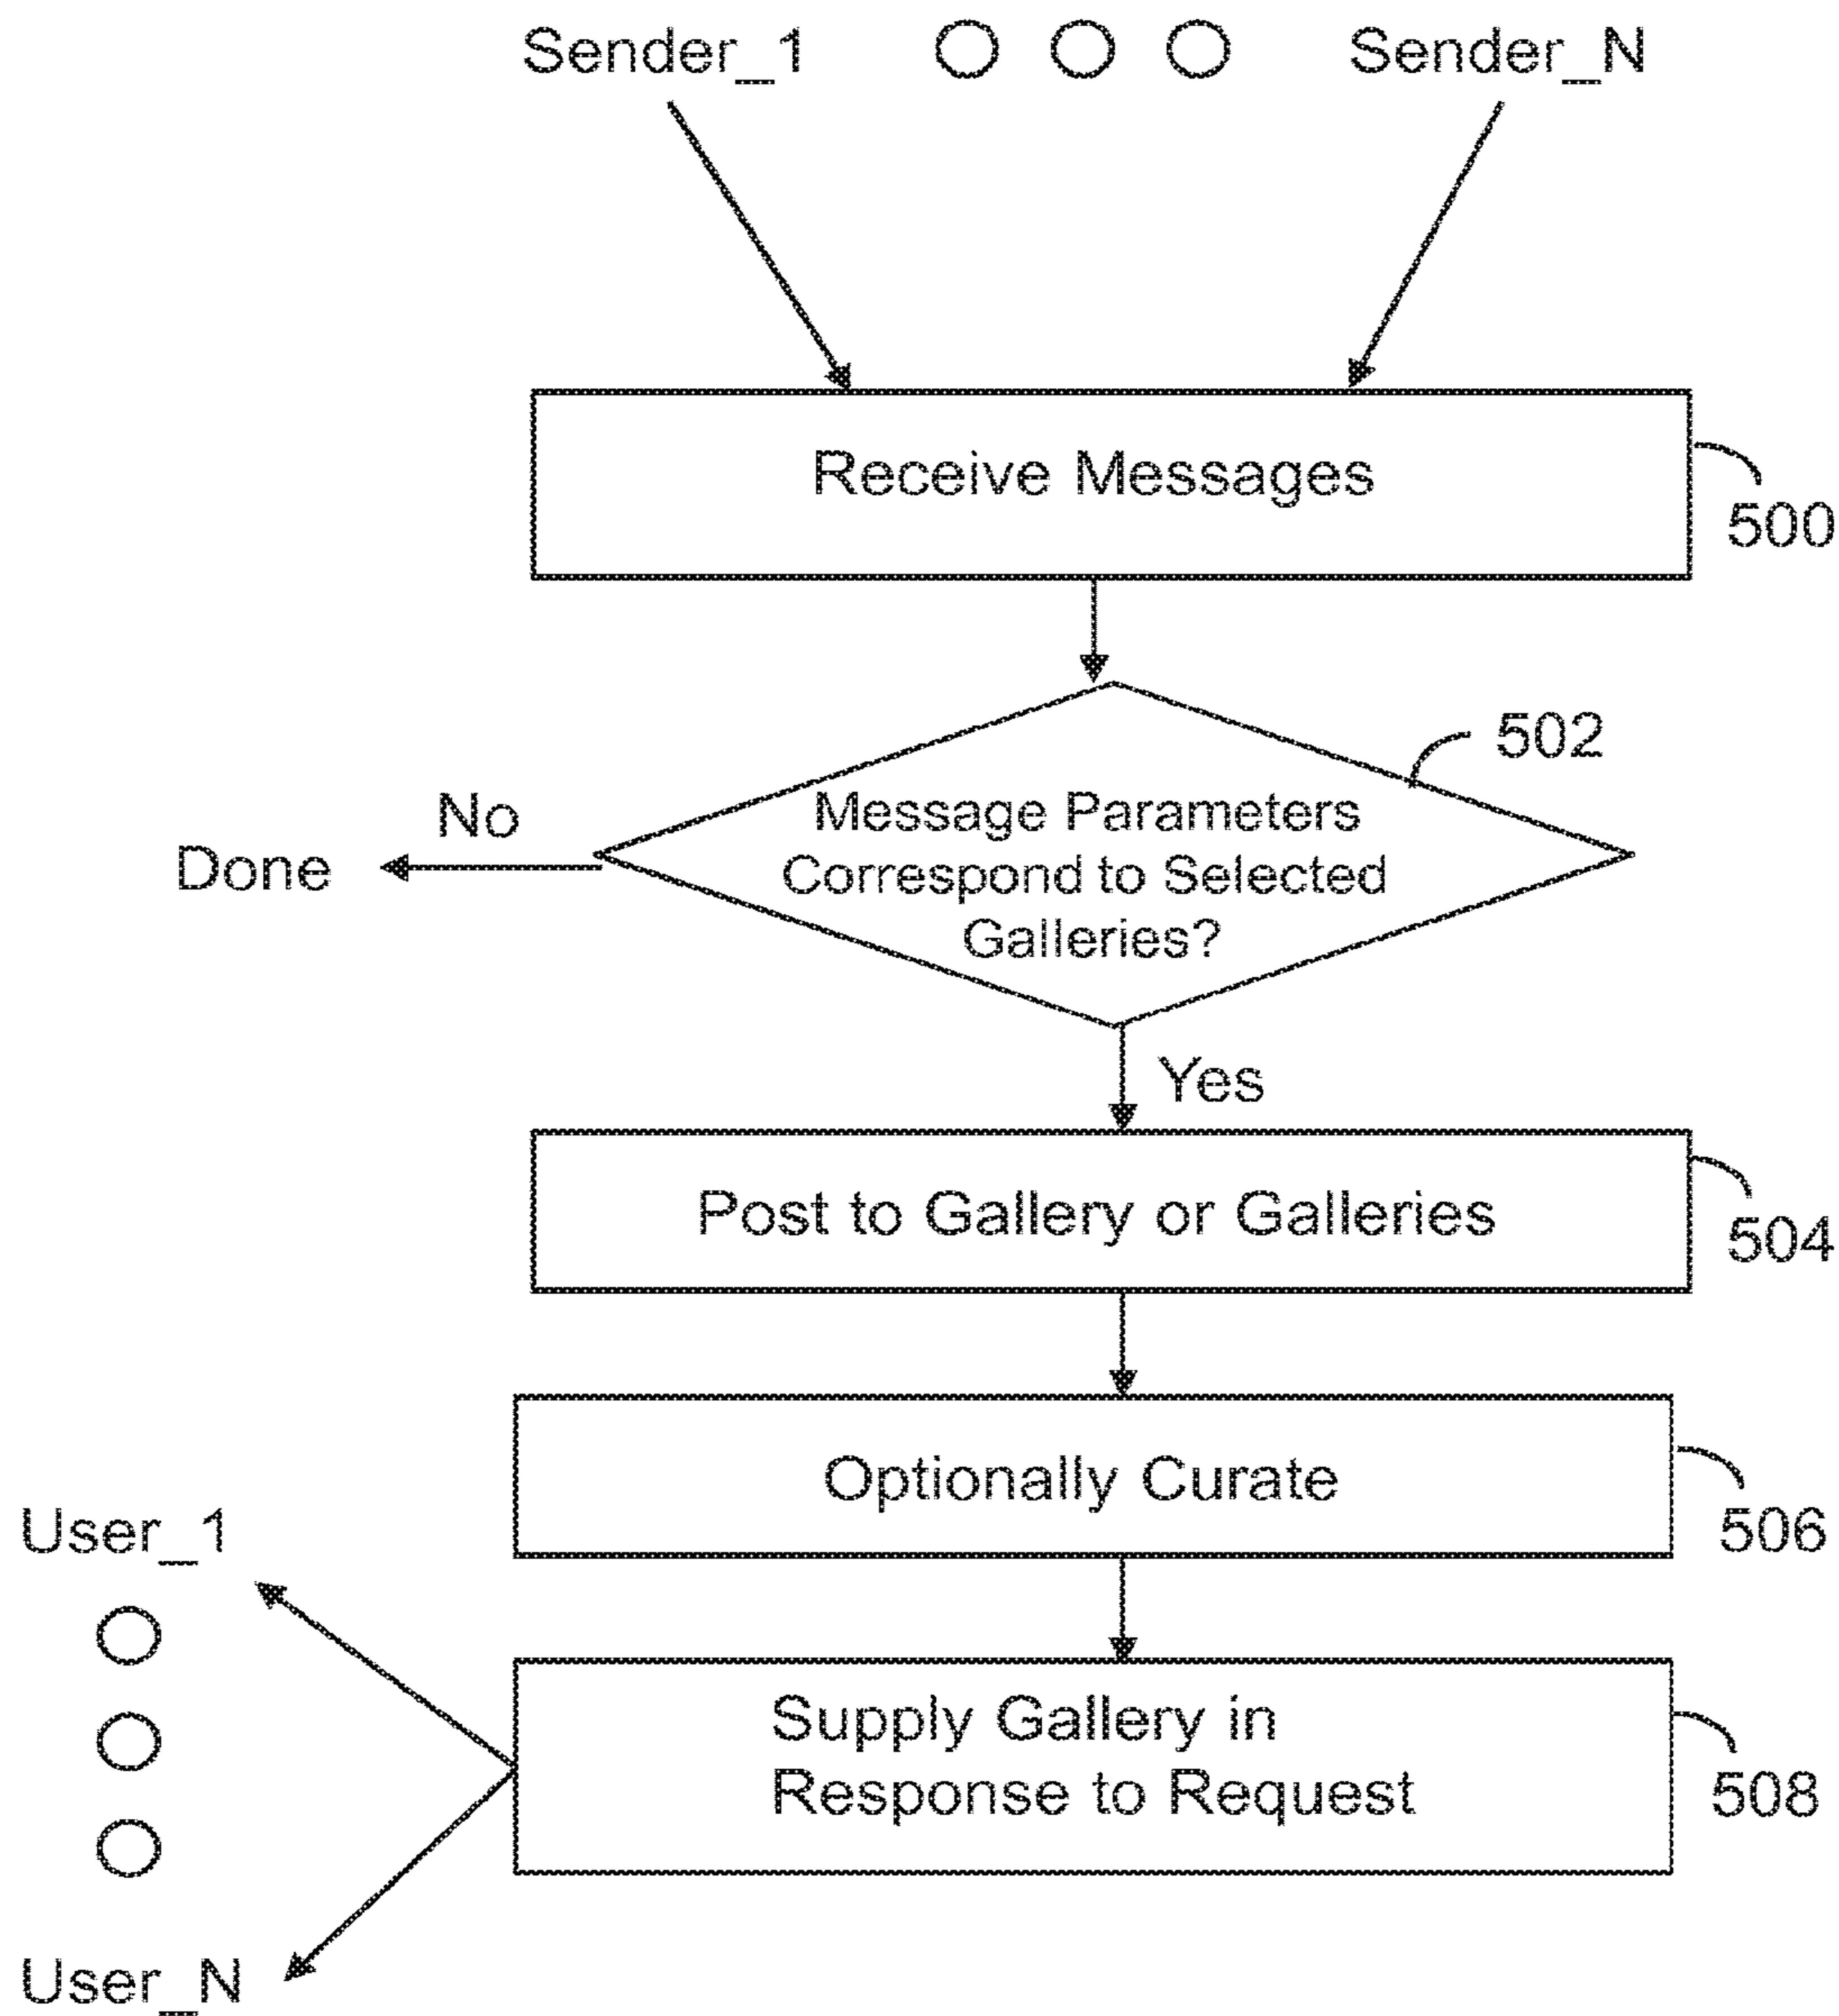 Sender_1 Sender_N
Receive Messages
500
502
Message Parameters
Correspond to Selected
Galleries?
No
Done
Yes
Post to Gallery or Galleries
504
Optionally Curate
506
User_1
Supply Gallery in
Response to Request
508
User_N